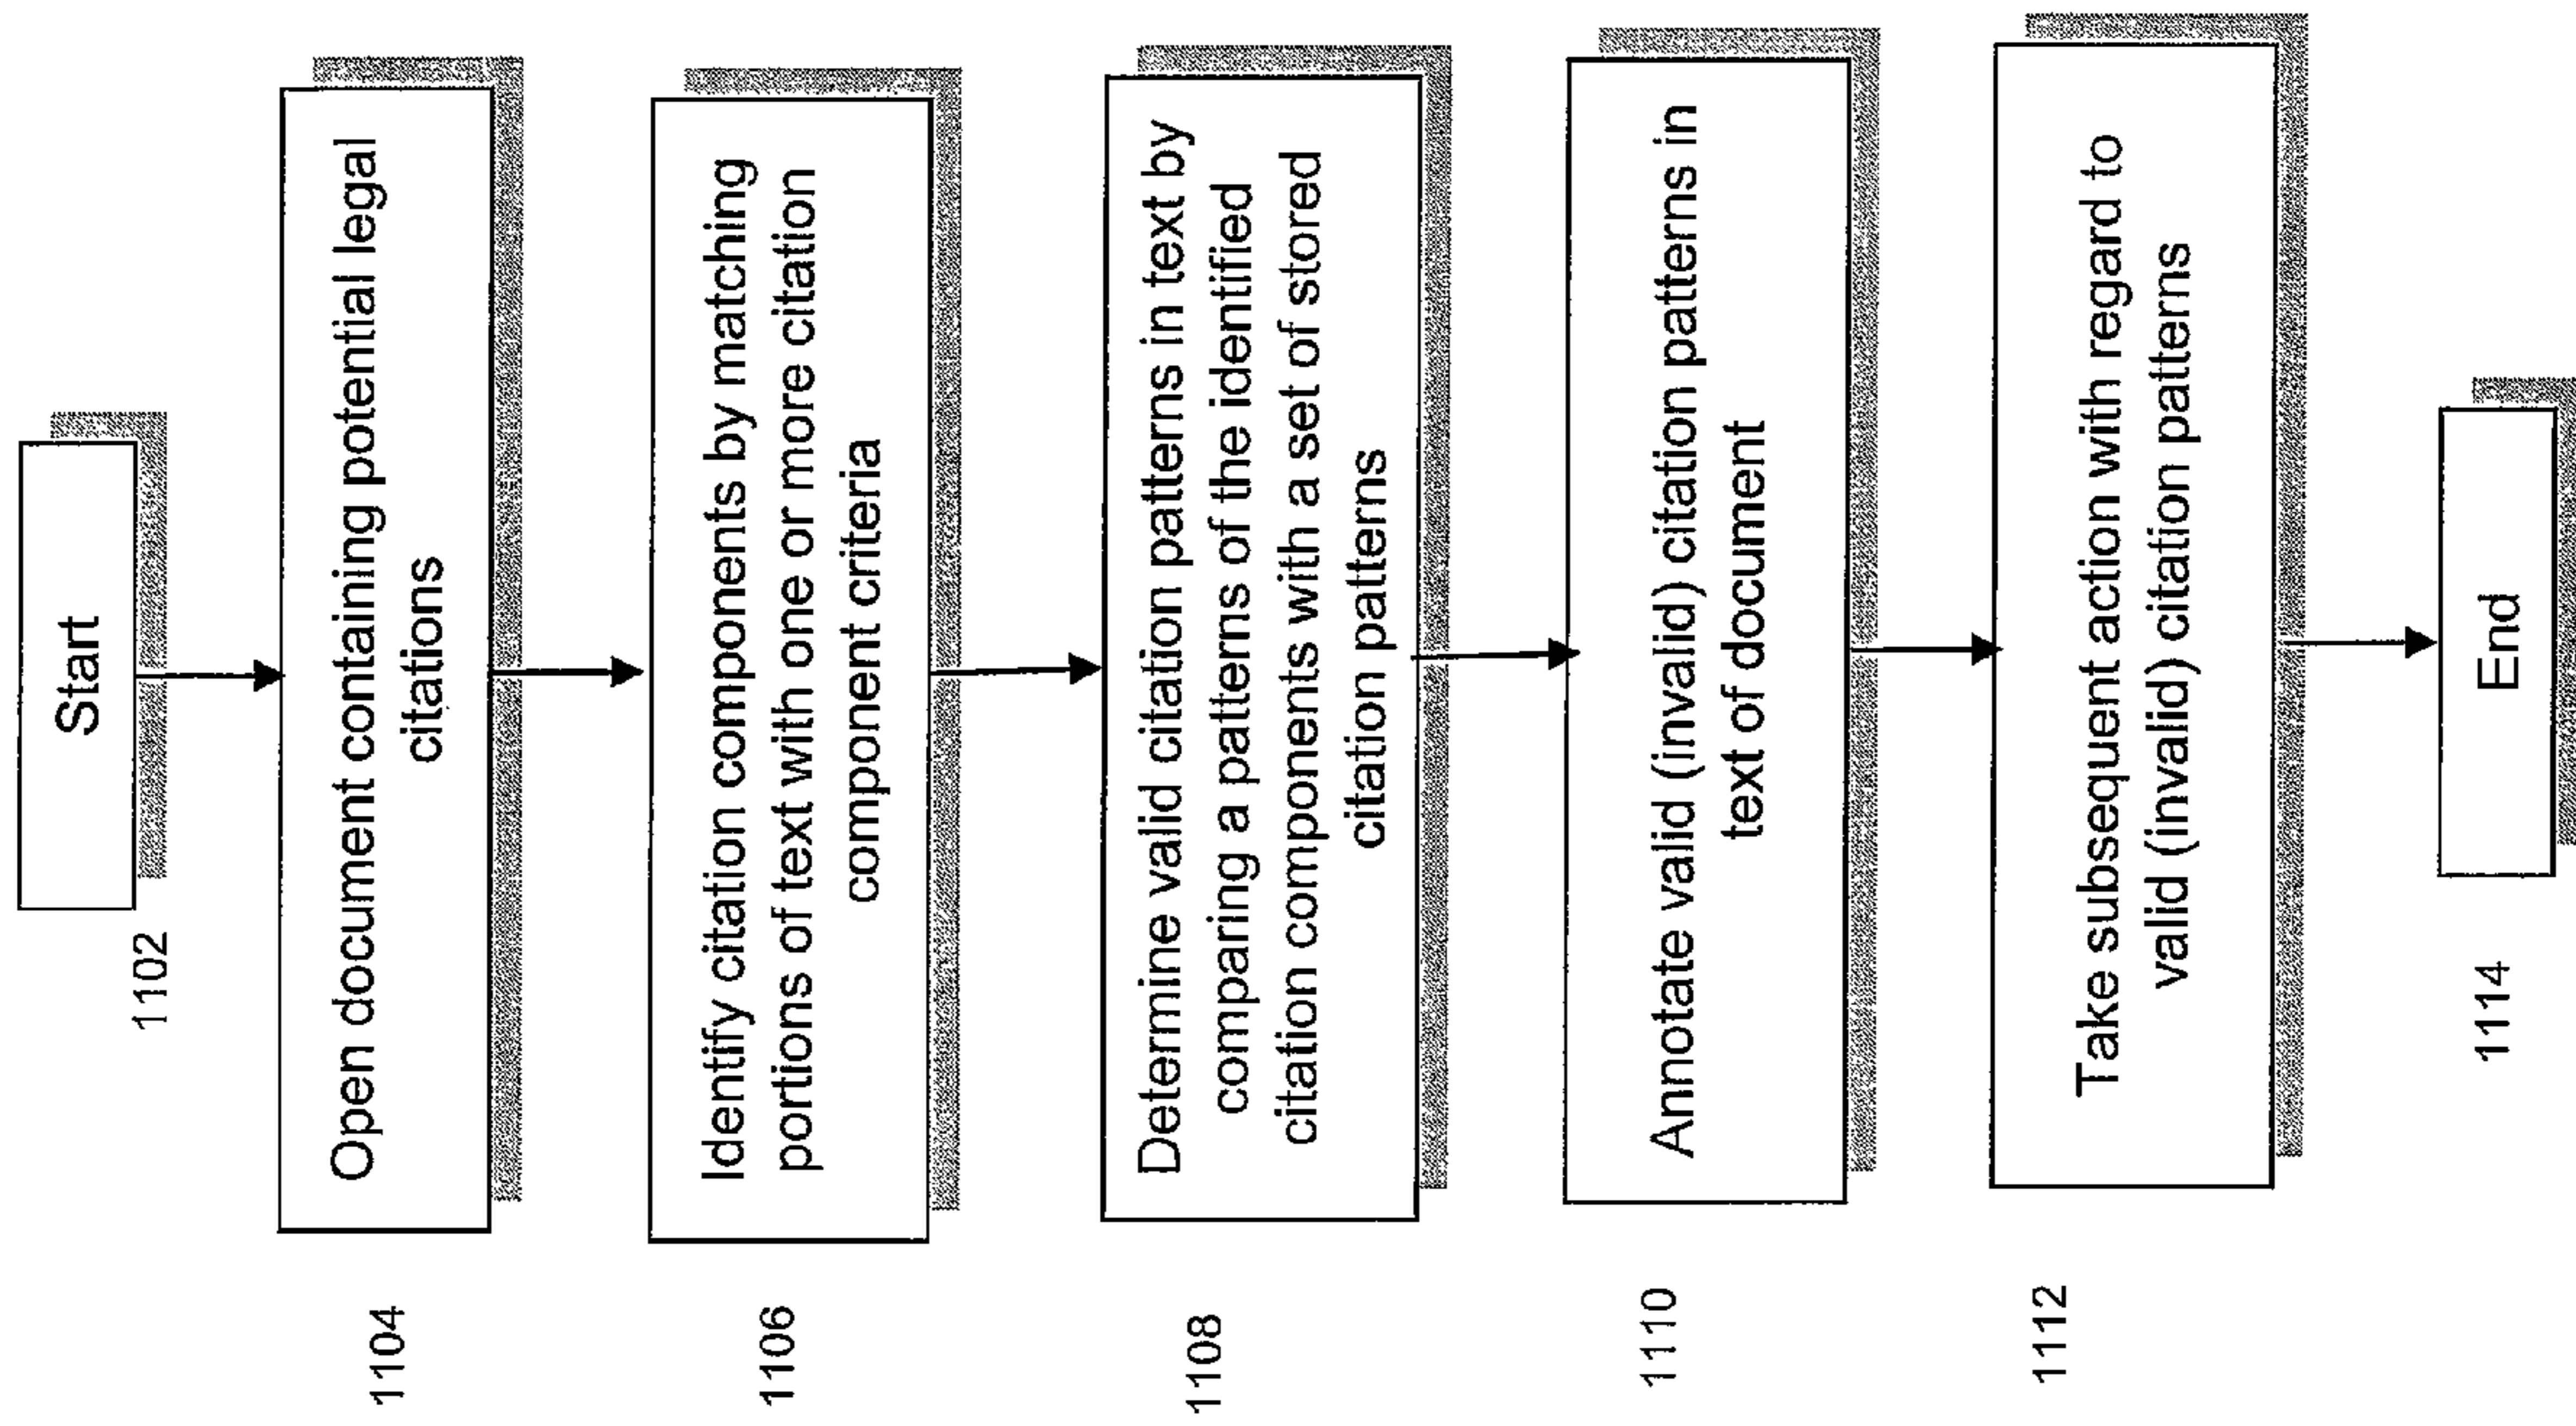 Start
1102
Open document containing potential legal
citations
1104
Identify citation components by matching
portions of text with one or more citation
component criteria
1106
Determine valid citation patterns in text by
comparing a patterns of the identified
citation components with a set of stored
citation patterns
1108
Annotate valid (invalid) citation patterns in
text of document
1110
Take subsequent action with regard to
valid (invalid) citation patterns
1112
End
1114